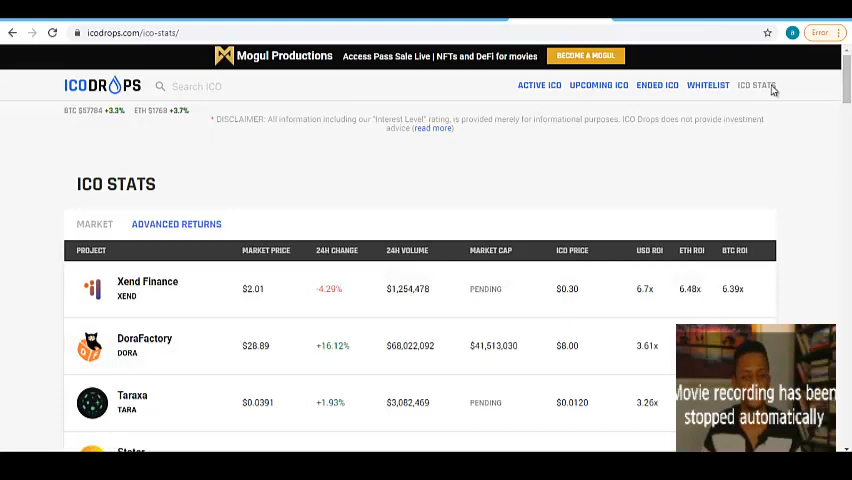 icodrops.com/ico-stats/
a
Error
Mogul Productions Access Pass Sale Live | NFTs and DeFi for movies BECOME A MOGUL
ICODROPS Search ICO ACTIVE ICO UPCOMING ICO ENDED ICO WHITELIST ICO STATS
BTC $57784 +3.3% ETH $1768 +3.7%
* DISCLAIMER: All information including our "Interest Level" rating, is provided merely for informational purposes. ICO Drops does not provide investment
advice (read more)
ICO STATS
MARKET ADVANCED RETURNS
PROJECT MARKET PRICE 24H CHANGE 24H VOLUME MARKET CAP ICO PRICE USD ROI ETH ROI BTC ROI
Xend Finance
XEND
$2.01 -4.29% $1,254,478 PENDING $0.30 6.7x 6.48x 6.39x
DoraFactory
DORA
$28.89 +16.12% $68,022,092 $41,513,030 $8.00 3.61x
Taraxa
TARA
$0.0391 +1.93% $3,082,469 PENDING $0.0120 3.26x
Movie recording has been
stopped automatically